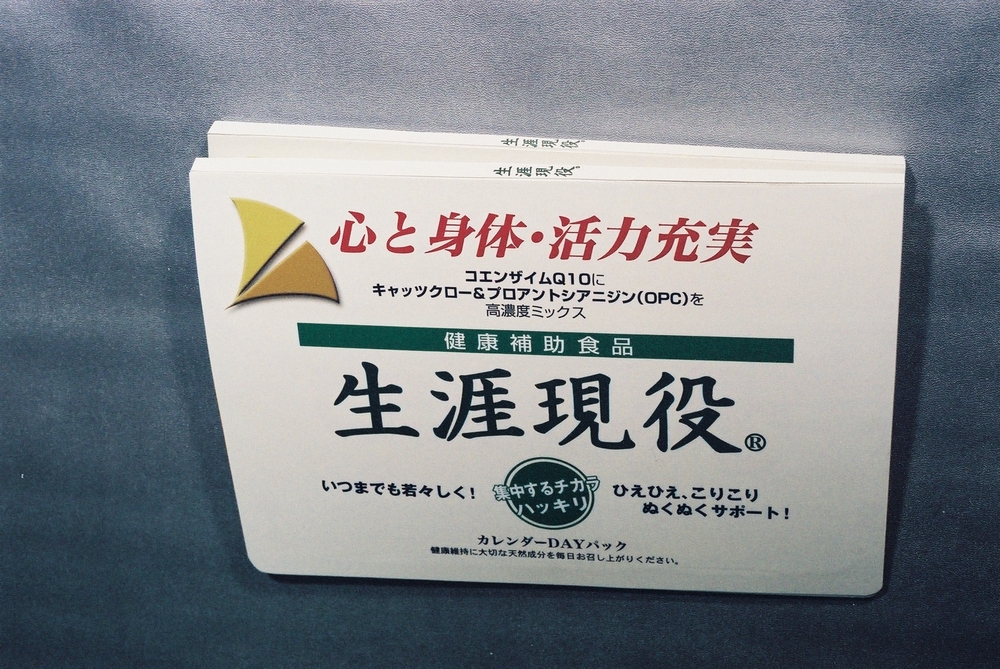 生涯現役®
生涯現役®
心と身体・活力充実
コエンザイムQ10に
キャッツクロー&プロアントシアニジン(OPC)を
高濃度ミックス
健康補助食品
生涯現役®
いつまでも若々しく!
集中するチカラ
ハッキリ
ひえひえ、こりこり
ぬくぬくサポート!
カレンダーDAYパック
健康維持に大切な天然成分を毎日お召し上がりください。